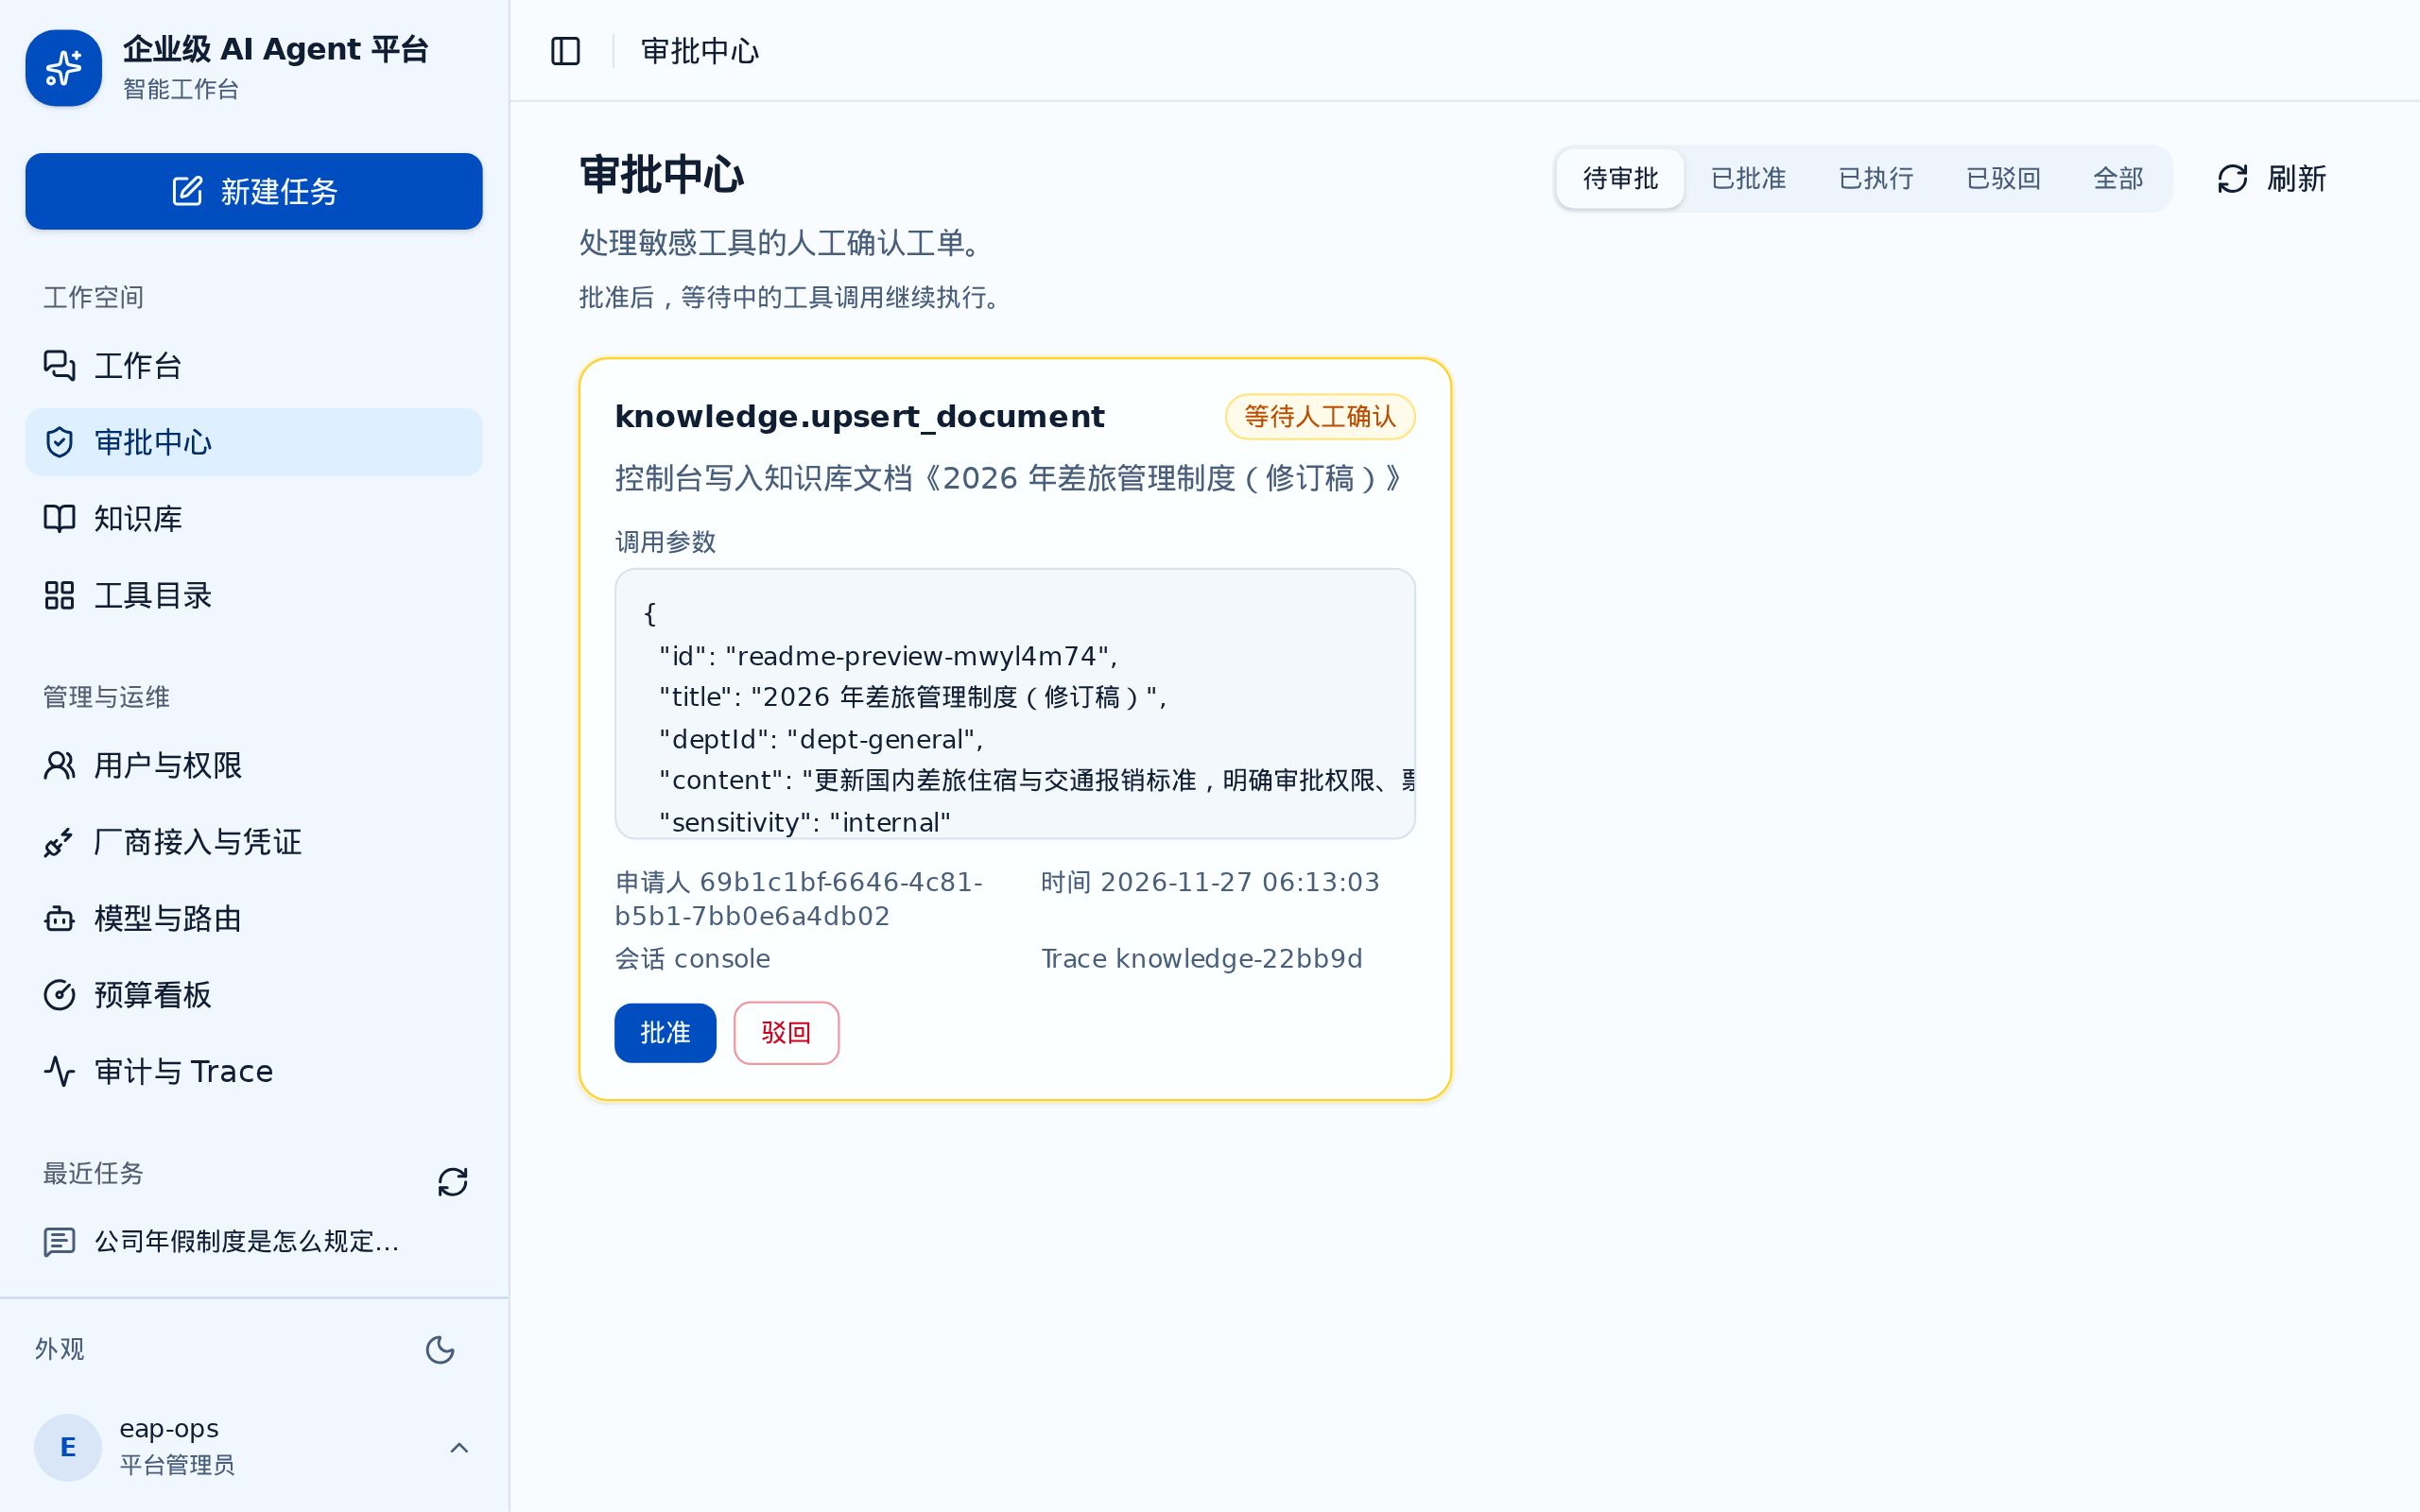 企业级 AI Agent 平台
智能工作台
新建任务
工作空间
工作台
审批中心
知识库
工具目录
管理与运维
用户与权限
厂商接入与凭证
模型与路由
预算看板
审计与 Trace
最近任务
公司年假制度是怎么规定...
外观
E
eap-ops
平台管理员
审批中心
审批中心
处理敏感工具的人工确认工单。
批准后，等待中的工具调用继续执行。
待审批 已批准 已执行 已驳回 全部 刷新
knowledge.upsert_document 等待人工确认
控制台写入知识库文档《2026 年差旅管理制度（修订稿）》
调用参数
{
"id": "readme-preview-mwyl4m74",
"title": "2026 年差旅管理制度（修订稿）",
"deptId": "dept-general",
"content": "更新国内差旅住宿与交通报销标准，明确审批权限、
"sensitivity": "internal"
申请人 69b1c1bf-6646-4c81-
b5b1-7bb0e6a4db02
时间 2026-11-27 06:13:03
会话 console
Trace knowledge-22bb9d
批准 驳回